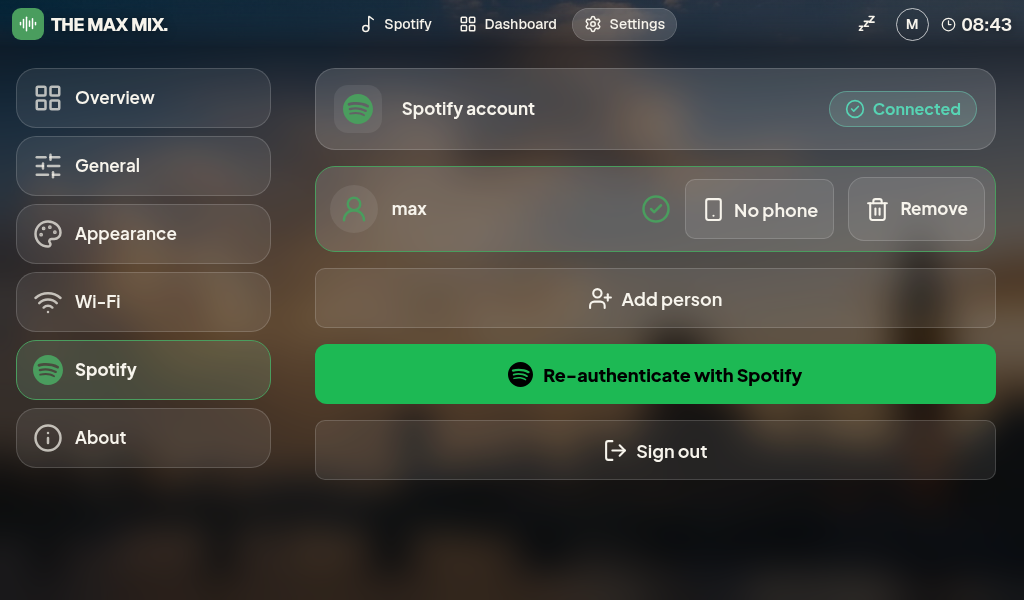 THE MAX MIX.
Spotify
Dashboard
Settings
M
08:43
Overview
General
Appearance
Wi-Fi
Spotify
About
Spotify account
Connected
max
No phone
Remove
Add person
Re-authenticate with Spotify
Sign out